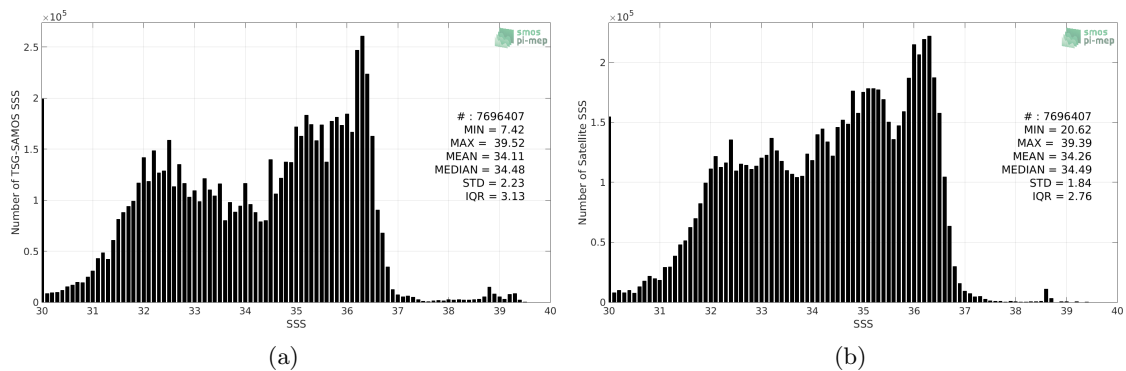 ×10⁵
smos
pi-mep
2.5
2
1.5
1
0.5
0
Number of TSG-SAMOS SSS
# : 7696407
MIN = 7.42
MAX = 39.52
MEAN = 34.11
MEDIAN = 34.48
STD = 2.23
IQR = 3.13
30 31 32 33 34 35 36 37 38 39 40
SSS
(a)
×10⁵
smos
pi-mep
2
1.5
1
0.5
0
Number of Satellite SSS
# : 7696407
MIN = 20.62
MAX = 39.39
MEAN = 34.26
MEDIAN = 34.49
STD = 1.84
IQR = 2.76
30 31 32 33 34 35 36 37 38 39 40
SSS
(b)